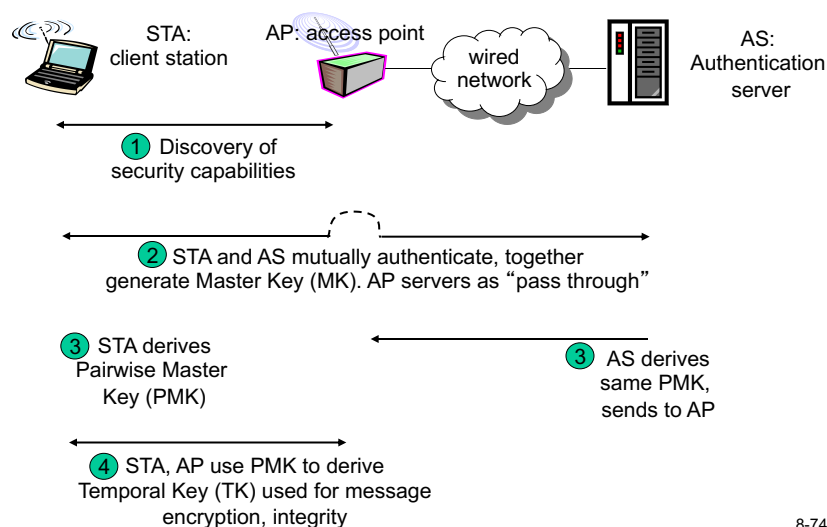 STA:
client station
AP: access point
wired
network
AS:
Authentication
server
1 Discovery of
security capabilities
2 STA and AS mutually authenticate, together
generate Master Key (MK). AP servers as “pass through”
3 STA derives
Pairwise Master
Key (PMK)
3 AS derives
same PMK,
sends to AP
4 STA, AP use PMK to derive
Temporal Key (TK) used for message
encryption, integrity
8-74